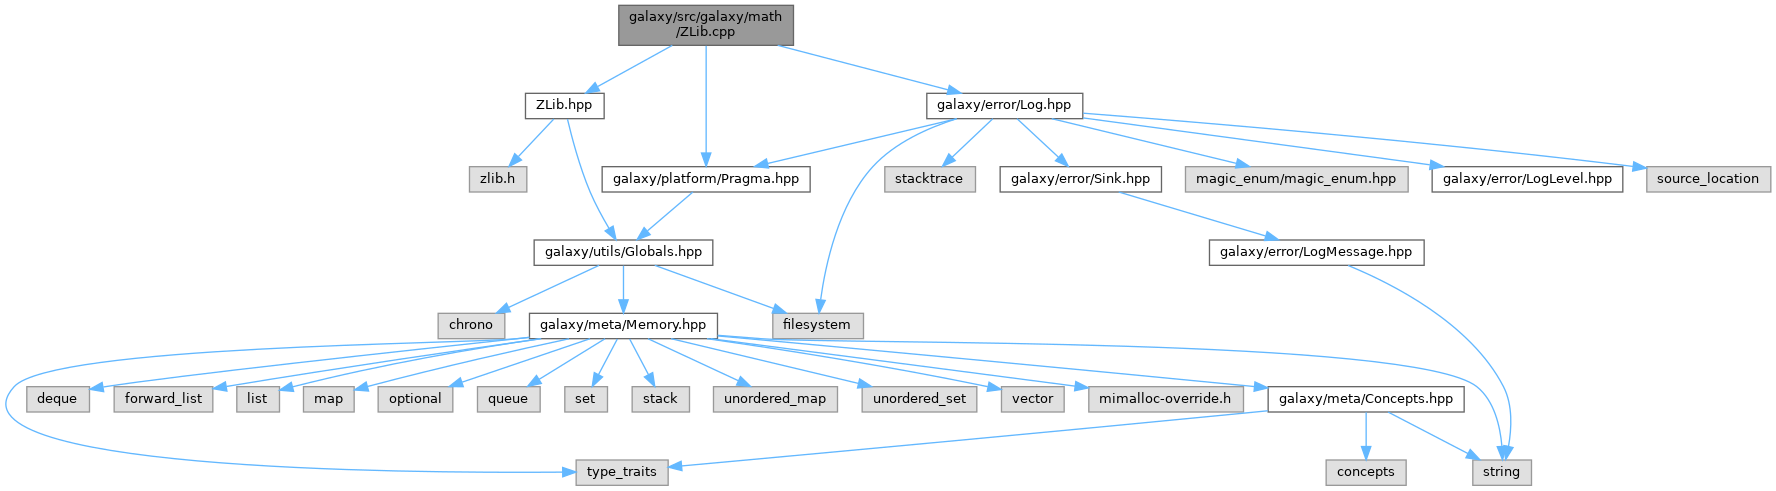 galaxy/src/galaxy/math
/ZLib.cpp
ZLib.hpp
galaxy/error/Log.hpp
zlib.h
galaxy/platform/Pragma.hpp
stacktrace
galaxy/error/Sink.hpp
magic_enum/magic_enum.hpp
galaxy/error/LogLevel.hpp
source_location
galaxy/utils/Globals.hpp
galaxy/error/LogMessage.hpp
chrono
galaxy/meta/Memory.hpp
filesystem
deque
forward_list
list
map
optional
queue
set
stack
unordered_map
unordered_set
vector
mimalloc-override.h
galaxy/meta/Concepts.hpp
type_traits
concepts
string